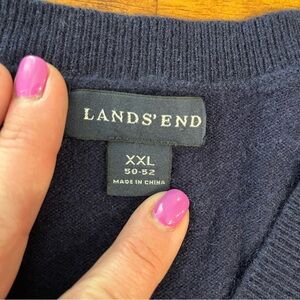 LANDS' END
XXL
50-52
MADE IN CHINA